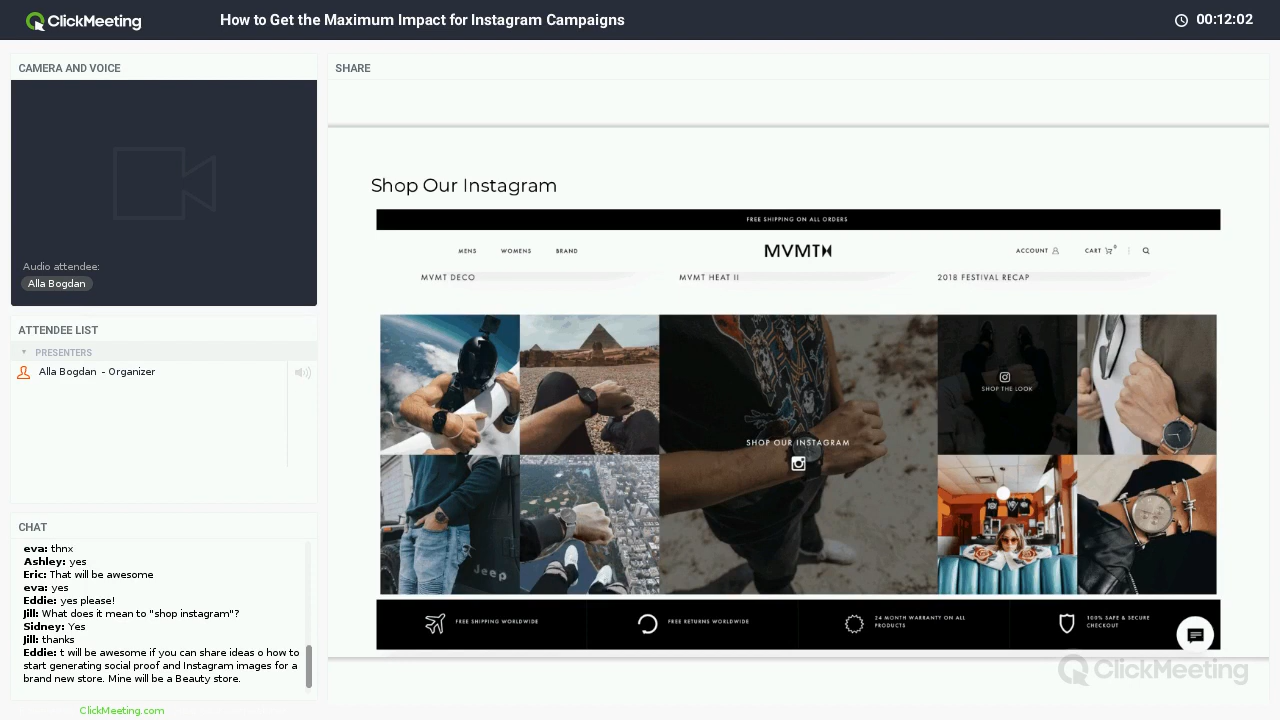 ClickMeeting
How to Get the Maximum Impact for Instagram Campaigns
00:12:02
CAMERA AND VOICE
Audio attendee:
Alla Bogdan
ATTENDEE LIST
PRESENTERS
Alla Bogdan - Organizer
CHAT
eva: thnx
Ashley: yes
Eric: That will be awesome
eva: yes
Eddie: yes please!
Jill: What does it mean to "shop instagram"?
Sidney: Yes
Jill: thanks
Eddie: t will be awesome if you can share ideas o how to
start generating social proof and Instagram images for a
brand new store. Mine will be a Beauty store.
ClickMeeting.com
SHARE
Shop Our Instagram
FREE SHIPPING ON ALL ORDERS
MENS WOMENS BRAND
MVMT
ACCOUNT CART 0
MVMT DECO
MVMT HEAT II
2018 FESTIVAL RECAP
SHOP OUR INSTAGRAM
SHOP THE LOOK
Jeep
FREE SHIPPING WORLDWIDE
FREE RETURNS WORLDWIDE
24 MONTH WARRANTY ON ALL
PRODUCTS
100% SAFE & SECURE
CHECKOUT
ClickMeeting